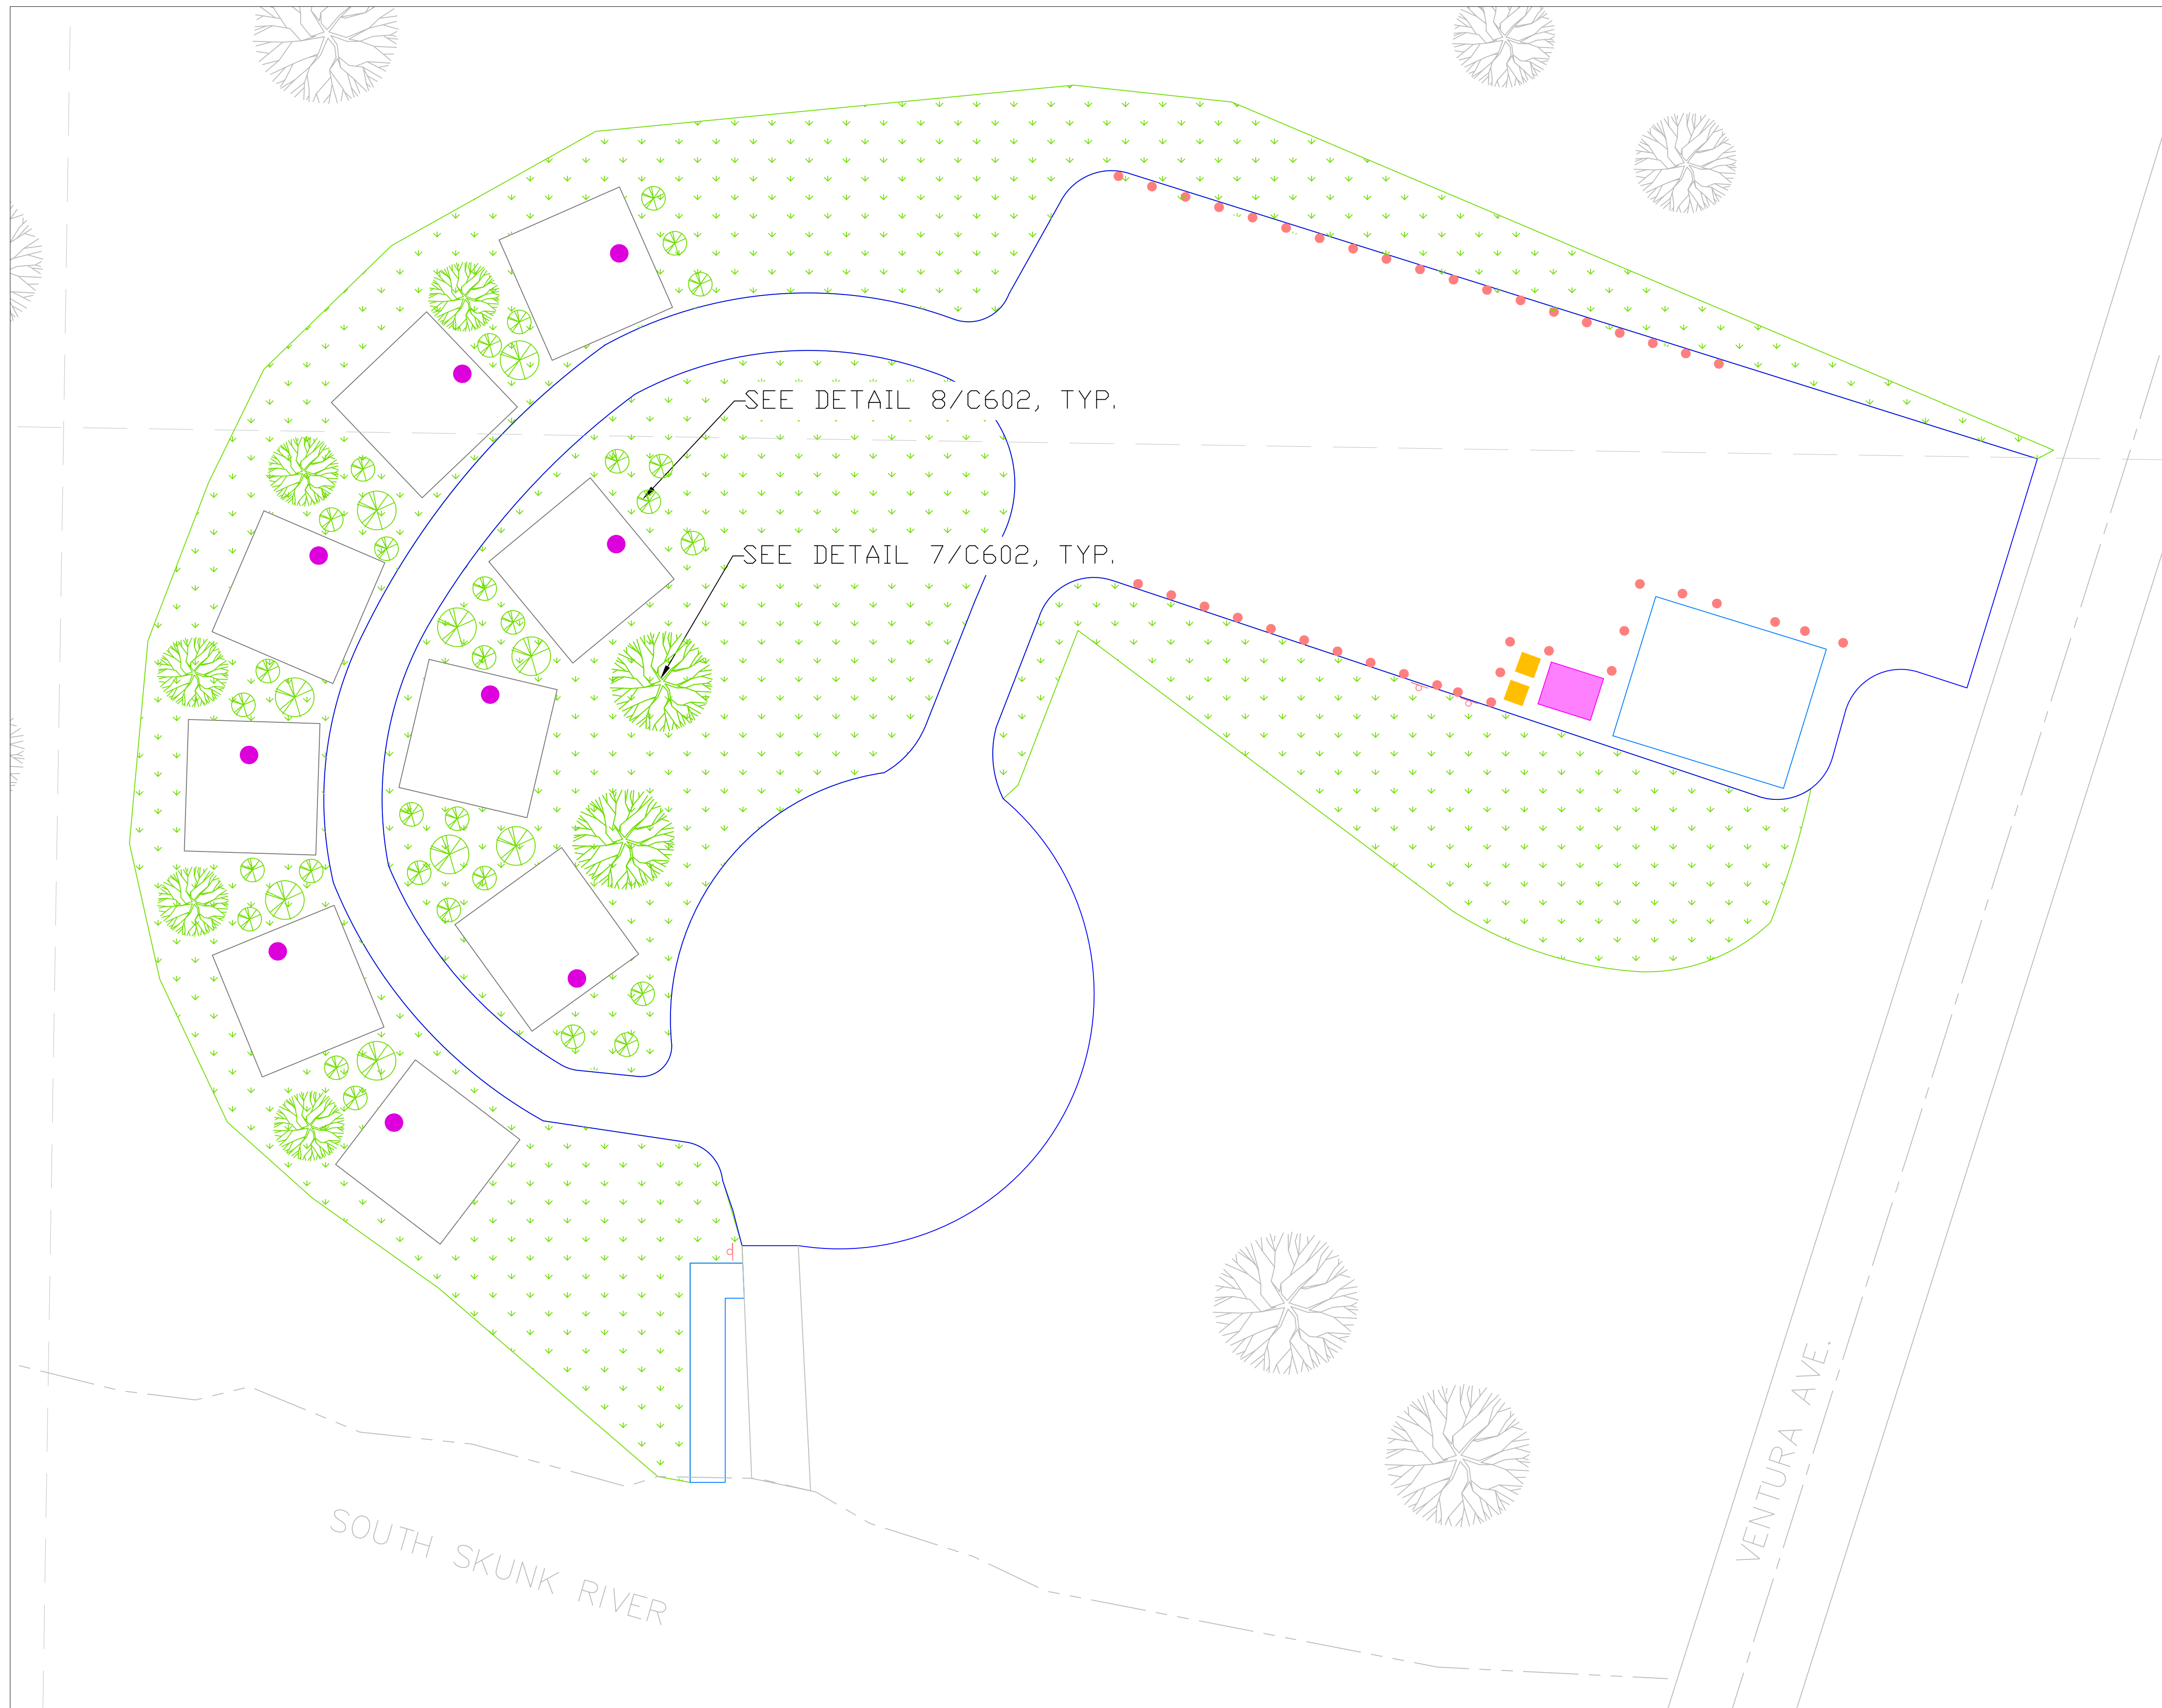 SEE DETAIL 8/C602, TYP.
SEE DETAIL 7/C602, TYP.
VENTURA AVE.
SOUTH SKUNK RIVER